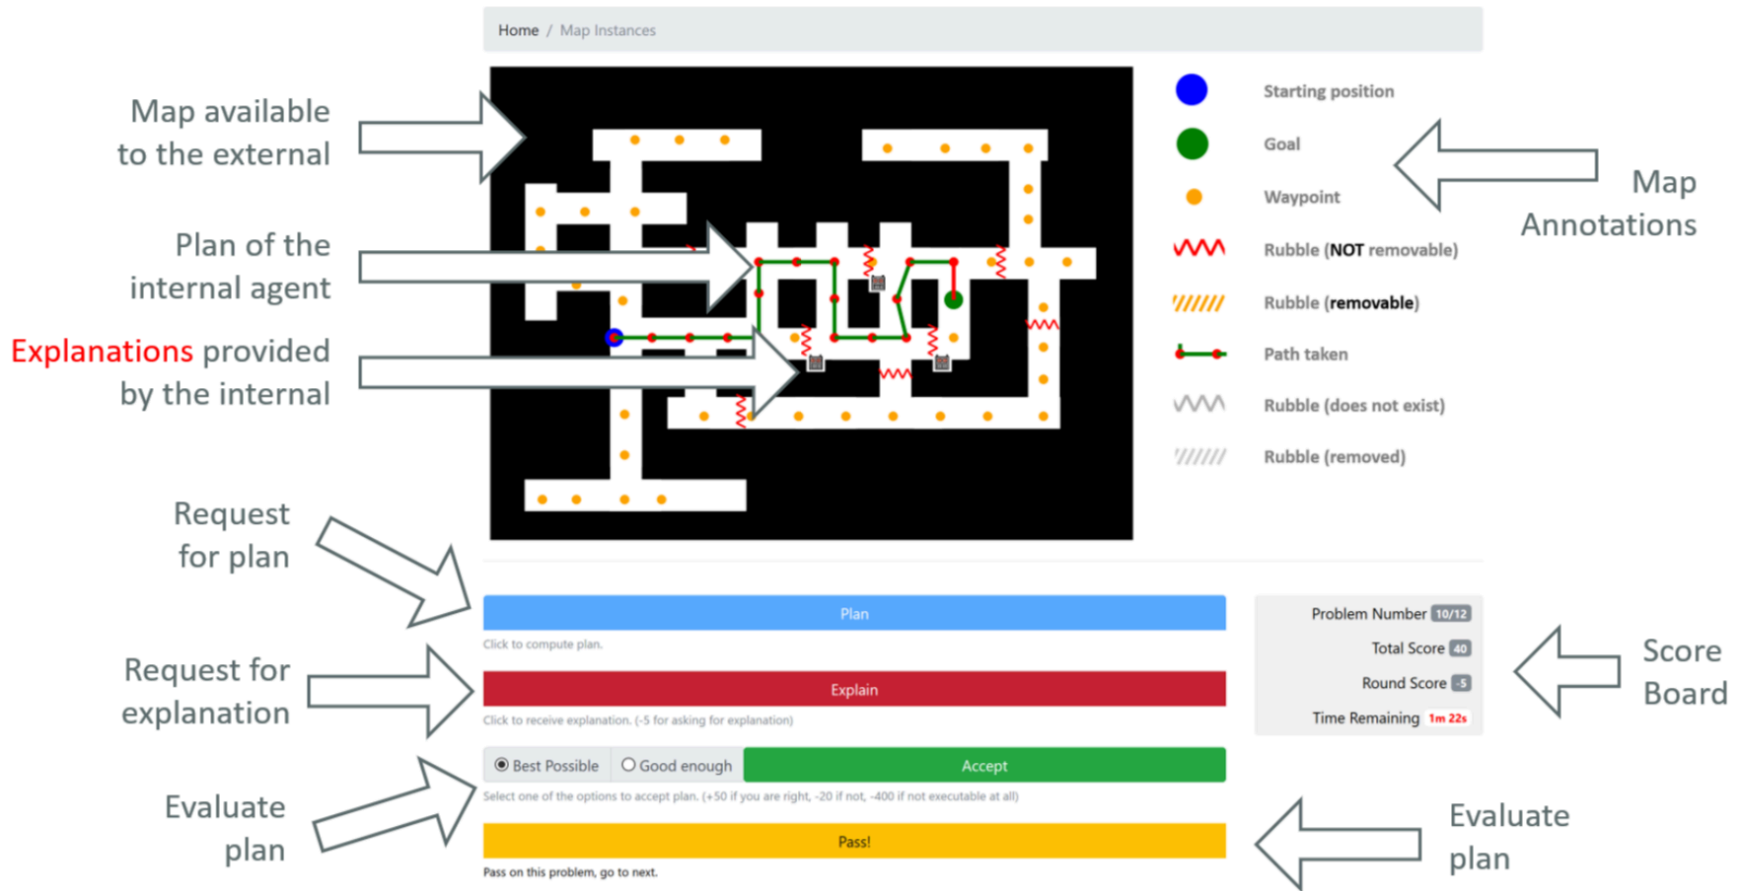 Home / Map Instances
Map available
to the external
Plan of the
internal agent
Explanations provided
by the internal
Starting position
Goal
Waypoint
Rubble (NOT removable)
Rubble (removable)
Path taken
Rubble (does not exist)
Rubble (removed)
Map
Annotations
Request
for plan
Request for
explanation
Evaluate
plan
Plan
Click to compute plan.
Explain
Click to receive explanation. (-5 for asking for explanation)
Best Possible
Good enough
Accept
Select one of the options to accept plan. (+50 if you are right, -20 if not, -400 if not executable at all)
Pass!
Pass on this problem, go to next.
Problem Number 10/12
Total Score 40
Round Score -5
Time Remaining 1m 22s
Score
Board
Evaluate
plan